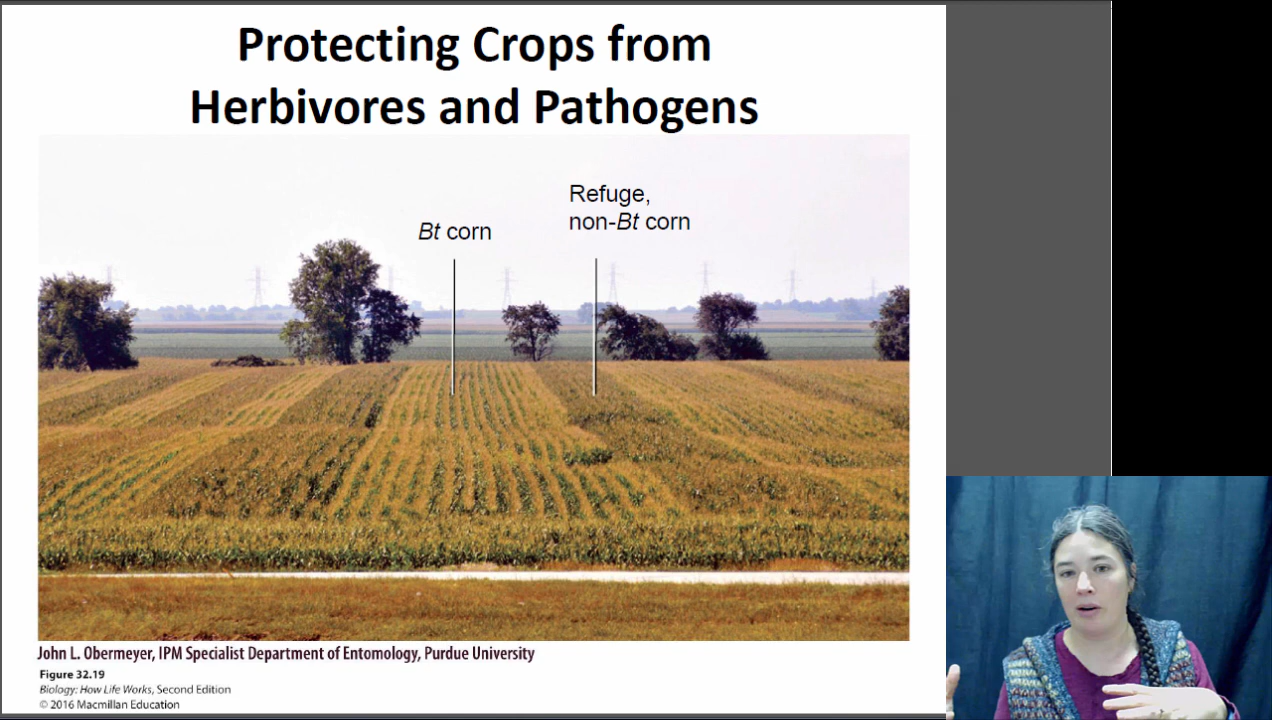 Protecting Crops from
Herbivores and Pathogens
Refuge,
non-Bt corn
Bt corn
John L. Obermeyer, IPM Specialist Department of Entomology, Purdue University
Figure 32.19
Biology: How Life Works, Second Edition
© 2016 Macmillan Education